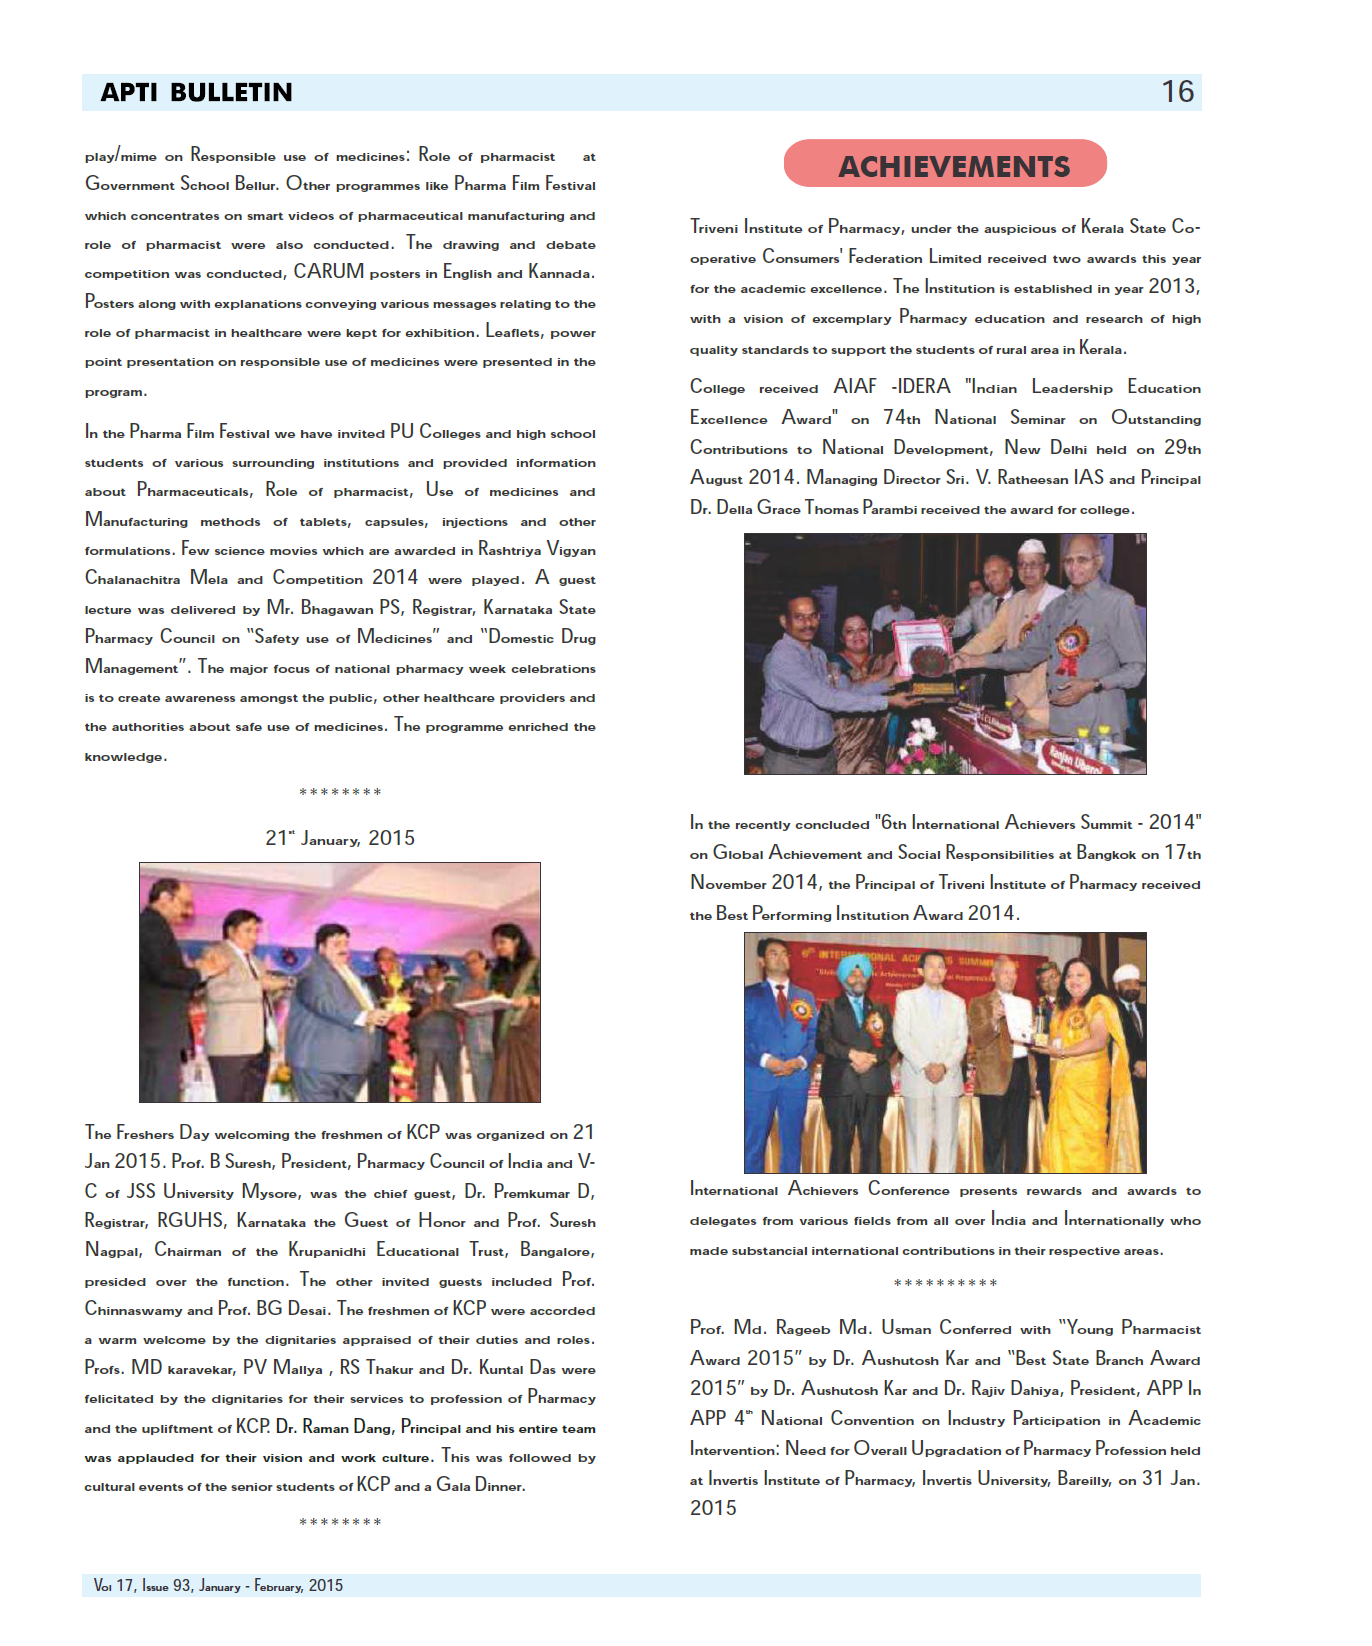 APTI BULLETIN
16
play/mime on Responsible use of medicines: Role of pharmacist at
Government School Bellur. Other programmes like Pharma Film Festival
which concentrates on smart videos of pharmaceutical manufacturing and
role of pharmacist were also conducted. The drawing and debate
competition was conducted, CARUM posters in English and Kannada.
Posters along with explanations conveying various messages relating to the
role of pharmacist in healthcare were kept for exhibition. Leaflets, power
point presentation on responsible use of medicines were presented in the
program.
In the Pharma Film Festival we have invited PU Colleges and high school
students of various surrounding institutions and provided information
about Pharmaceuticals, Role of pharmacist, Use of medicines and
Manufacturing methods of tablets, capsules, injections and other
formulations. Few science movies which are awarded in Rashtriya Vigyan
Chalanachitra Mela and Competition 2014 were played. A guest
lecture was delivered by Mr. Bhagawan PS, Registrar, Karnataka State
Pharmacy Council on “Safety use of Medicines” and “Domestic Drug
Management”. The major focus of national pharmacy week celebrations
is to create awareness amongst the public, other healthcare providers and
the authorities about safe use of medicines. The programme enriched the
knowledge.
********
21st January, 2015
The Freshers Day welcoming the freshmen of KCP was organized on 21
Jan 2015. Prof. B Suresh, President, Pharmacy Council of India and V-
C of JSS University Mysore, was the chief guest, Dr. Premkumar D,
Registrar, RGUHS, Karnataka the Guest of Honor and Prof. Suresh
Nagpal, Chairman of the Krupanidhi Educational Trust, Bangalore,
presided over the function. The other invited guests included Prof.
Chinnaswamy and Prof. BG Desai. The freshmen of KCP were accorded
a warm welcome by the dignitaries appraised of their duties and roles.
Profs. MD karavekar, PV Mallya , RS Thakur and Dr. Kuntal Das were
felicitated by the dignitaries for their services to profession of Pharmacy
and the upliftment of KCP. Dr. Raman Dang, Principal and his entire team
was applauded for their vision and work culture. This was followed by
cultural events of the senior students of KCP and a Gala Dinner.
********
ACHIEVEMENTS
Triveni Institute of Pharmacy, under the auspicious of Kerala State Co-
operative Consumers' Federation Limited received two awards this year
for the academic excellence. The Institution is established in year 2013,
with a vision of excemplary Pharmacy education and research of high
quality standards to support the students of rural area in Kerala.
College received AIAF -IDERA "Indian Leadership Education
Excellence Award" on 74th National Seminar on Outstanding
Contributions to National Development, New Delhi held on 29th
August 2014. Managing Director Sri. V. Ratheesan IAS and Principal
Dr. Della Grace Thomas Parambi received the award for college.
Ranjan Uberoi
In the recently concluded "6th International Achievers Summit - 2014"
on Global Achievement and Social Responsibilities at Bangkok on 17th
November 2014, the Principal of Triveni Institute of Pharmacy received
the Best Performing Institution Award 2014.
6th INTERNATIONAL ACHIEVERS SUMMIT
International Achievers Conference presents rewards and awards to
delegates from various fields from all over India and Internationally who
made substancial international contributions in their respective areas.
**********
Prof. Md. Rageeb Md. Usman Conferred with “Young Pharmacist
Award 2015” by Dr. Aushutosh Kar and “Best State Branch Award
2015” by Dr. Aushutosh Kar and Dr. Rajiv Dahiya, President, APP In
APP 4th National Convention on Industry Participation in Academic
Intervention: Need for Overall Upgradation of Pharmacy Profession held
at Invertis Institute of Pharmacy, Invertis University, Bareilly, on 31 Jan.
2015
Vol 17, Issue 93, January - February, 2015